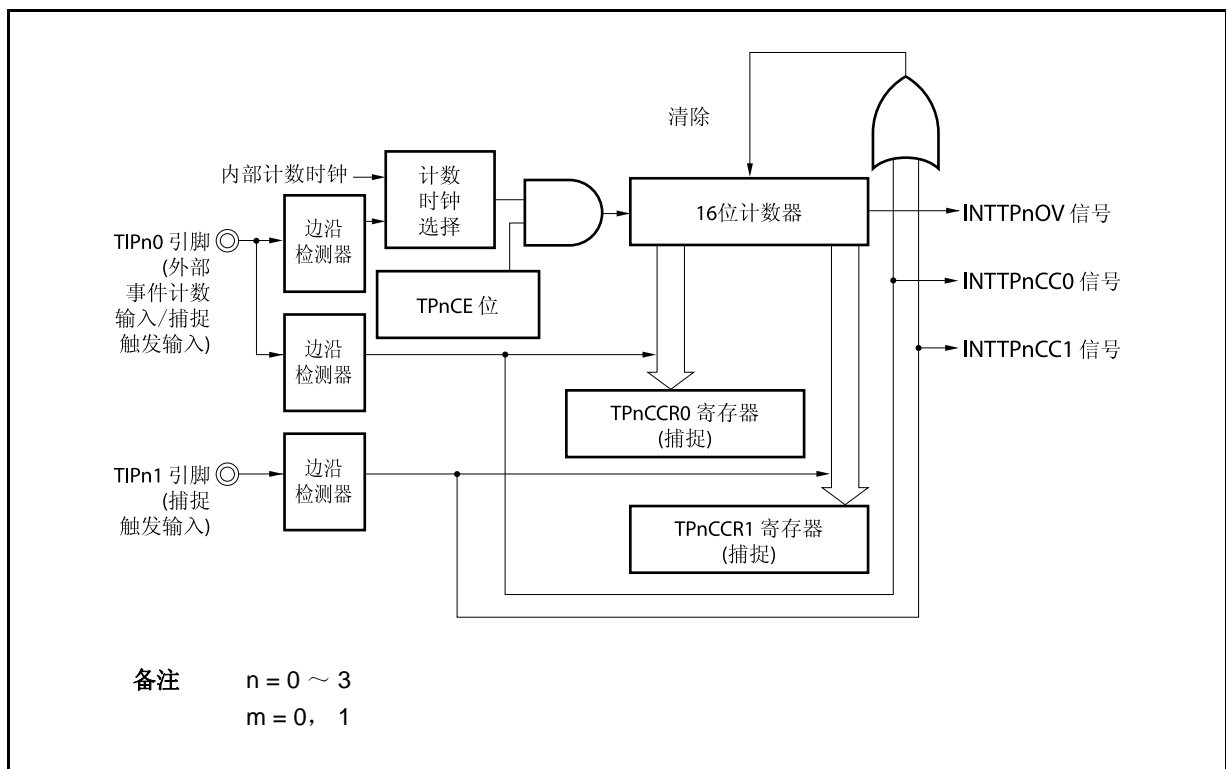 清除
内部计数时钟
计数
时钟
选择
边沿
检测器
16位计数器
INTTPnOV 信号
TIPn0 引脚
(外部
事件计数
输入/捕捉
触发输入)
TPnCE 位
INTTPnCC0 信号
边沿
检测器
INTTPnCC1 信号
TPnCCR0 寄存器
(捕捉)
TIPn1 引脚
(捕捉
触发输入)
边沿
检测器
TPnCCR1 寄存器
(捕捉)
备注 n = 0 ～ 3
m = 0， 1